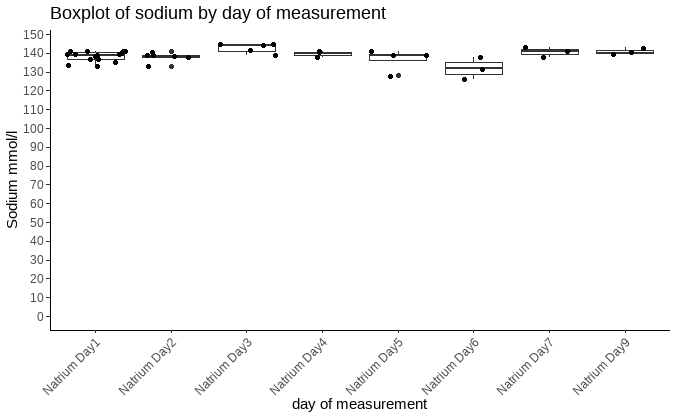 Boxplot of sodium by day of measurement
150
140
130
120
110
100
90
80
70
60
50
40
30
20
10
0
Sodium mmol/l
Natrium Day1
Natrium Day2
Natrium Day3
Natrium Day4
Natrium Day5
Natrium Day6
Natrium Day7
Natrium Day9
day of measurement